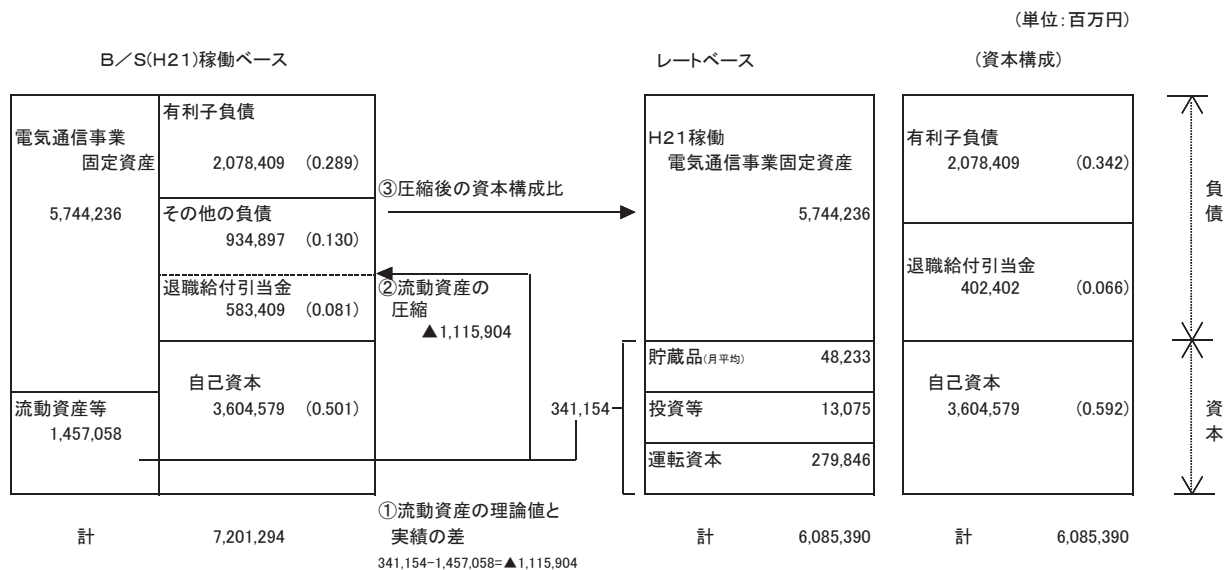 (単位:百万円)
B/S(H21)稼働ベース
電気通信事業
固定資産
5,744,236
流動資産等
1,457,058
有利子負債
2,078,409 (0.289)
その他の負債
934,897 (0.130)
退職給付引当金
583,409 (0.081)
自己資本
3,604,579 (0.501)
計 7,201,294
③圧縮後の資本構成比
②流動資産の
圧縮
▲1,115,904
①流動資産の理論値と
実績の差
341,154-1,457,058=▲1,115,904
341,154
レートベース
H21稼働
電気通信事業固定資産
5,744,236
貯蔵品(月平均) 48,233
投資等 13,075
運転資本 279,846
計 6,085,390
(資本構成)
有利子負債
2,078,409 (0.342)
退職給付引当金
402,402 (0.066)
自己資本
3,604,579 (0.592)
計 6,085,390
負債
資本